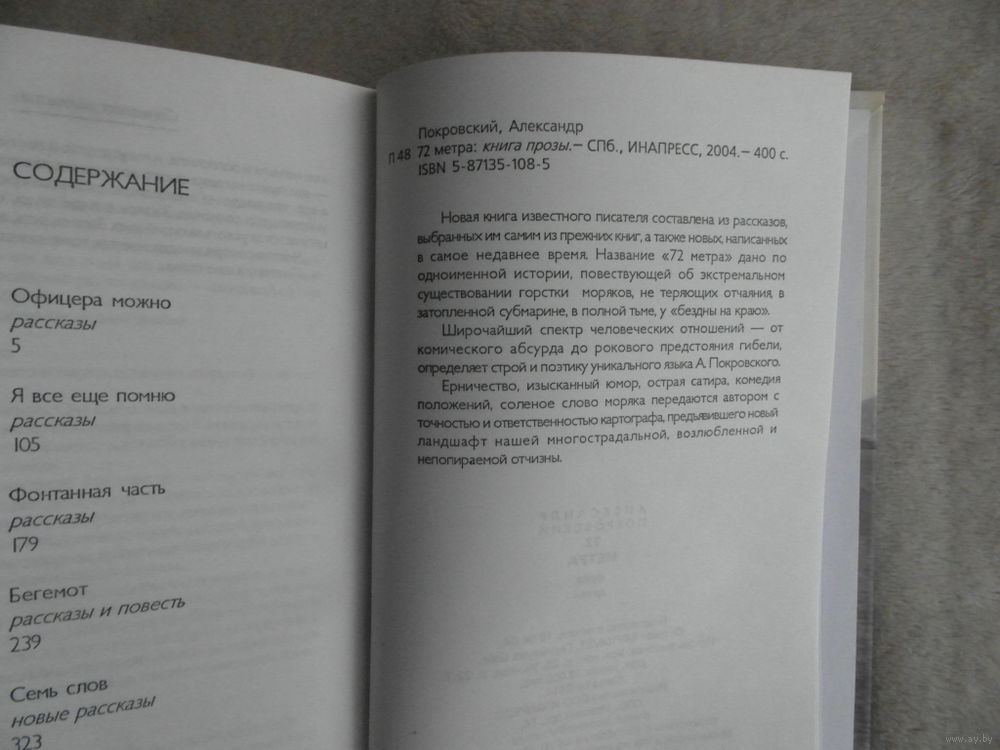 СОДЕРЖАНИЕ
Офицера можно
рассказы
5
Я все еще помню
рассказы
105
Фонтанная часть
рассказы
179
Бегемот
рассказы и повесть
239
Семь слов
новые рассказы
323
Покровский, Александр
П 48 72 метра: книга прозы.– СПб., ИНАПРЕСС, 2004.– 400 с.
ISBN 5-87135-108-5
Новая книга известного писателя составлена из рассказов,
выбранных им самим из прежних книг, а также новых, написанных
в самое недавнее время. Название «72 метра» дано по
одноименной истории, повествующей об экстремальном
существовании горстки моряков, не теряющих отчаяния, в
затопленной субмарине, в полной тьме, у «бездны на краю».
Широчайший спектр человеческих отношений — от
комического абсурда до рокового предстояния гибели,
определяет строй и поэтику уникального языка А. Покровского.
Ерничество, изысканный юмор, острая сатира, комедия
положений, соленое слово моряка передаются автором с
точностью и ответственностью картографа, предъявившего новый
ландшафт нашей многострадальной, возлюбленной и
непопираемой отчизны.
www.ay.by